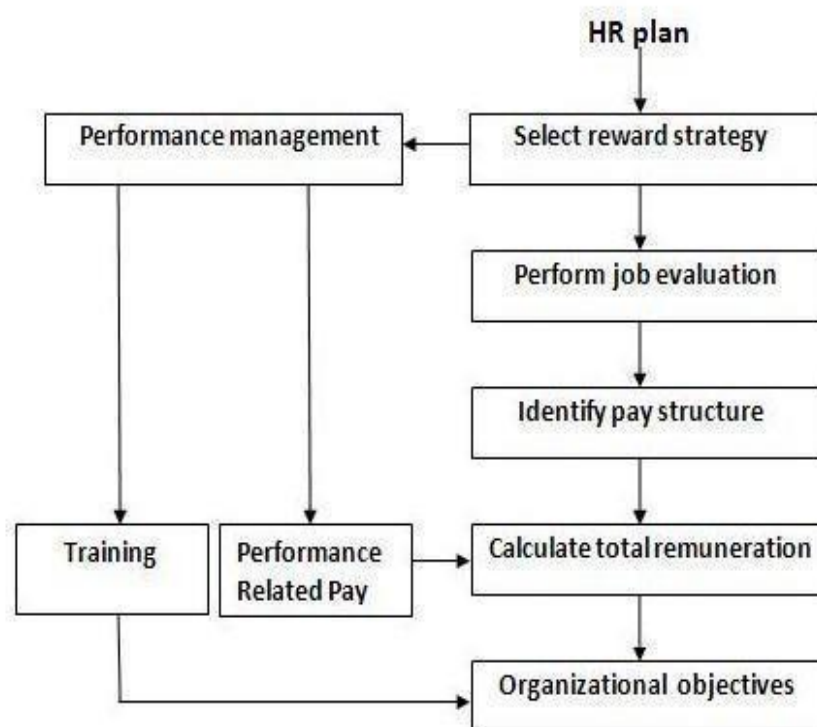 HR plan
Performance management
Select reward strategy
Perform job evaluation
Identify pay structure
Training
Performance
Related Pay
Calculate total remuneration
Organizational objectives